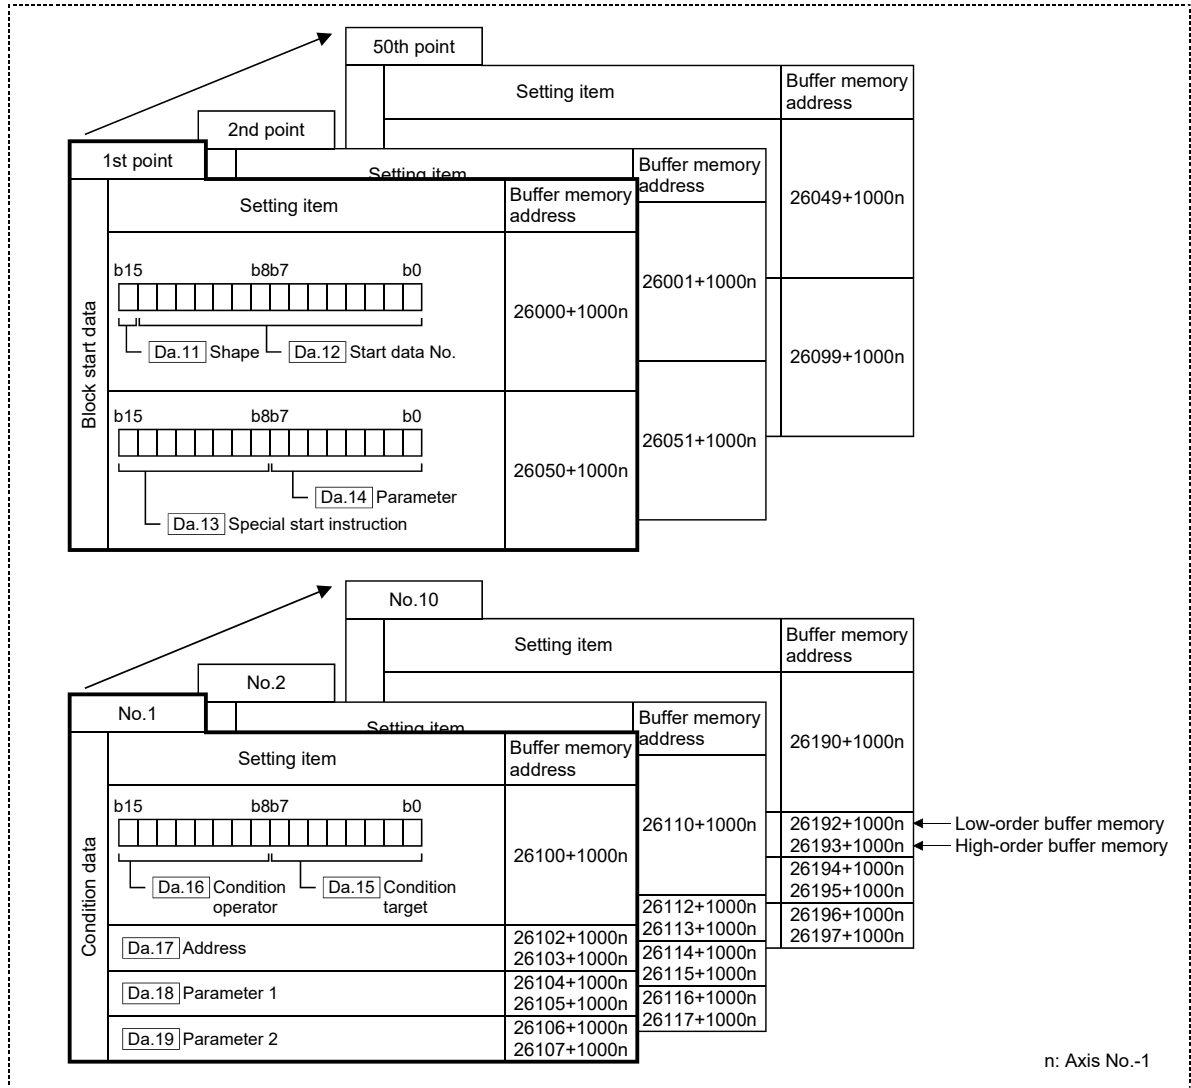 50th point
Setting item
Buffer memory address
26049+1000n
26099+1000n
2nd point
Setting item
Buffer memory address
26001+1000n
26051+1000n
1st point
Block start data
Setting item
Buffer memory address
b15 b8b7 b0
Da.11 Shape
Da.12 Start data No.
26000+1000n
b15 b8b7 b0
Da.14 Parameter
Da.13 Special start instruction
26050+1000n
No.10
Setting item
Buffer memory address
26190+1000n
26192+1000n
Low-order buffer memory
26193+1000n
High-order buffer memory
26194+1000n
26195+1000n
26196+1000n
26197+1000n
No.2
Setting item
Buffer memory address
26110+1000n
26112+1000n
26113+1000n
26114+1000n
26115+1000n
26116+1000n
26117+1000n
No.1
Condition data
Setting item
Buffer memory address
b15 b8b7 b0
Da.16 Condition operator
Da.15 Condition target
26100+1000n
Da.17 Address
26102+1000n
26103+1000n
Da.18 Parameter 1
26104+1000n
26105+1000n
Da.19 Parameter 2
26106+1000n
26107+1000n
n: Axis No.-1